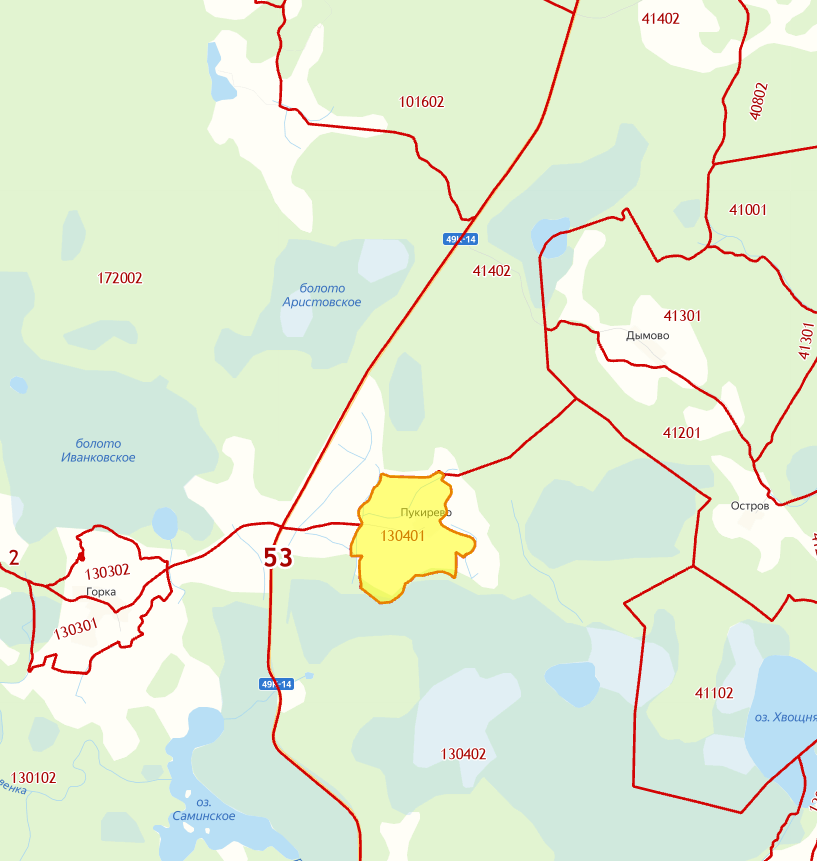 41402
101602
40802
41001
49К-14
41402
172002
болото
Аристовское
41301
Дымово
41301
41201
болото
Иванковское
Остров
Пукирево
130401
53
2
130302
Горка
130301
49К-14
41102
оз. Хвощня
130402
130102
венка
оз.
Саминское